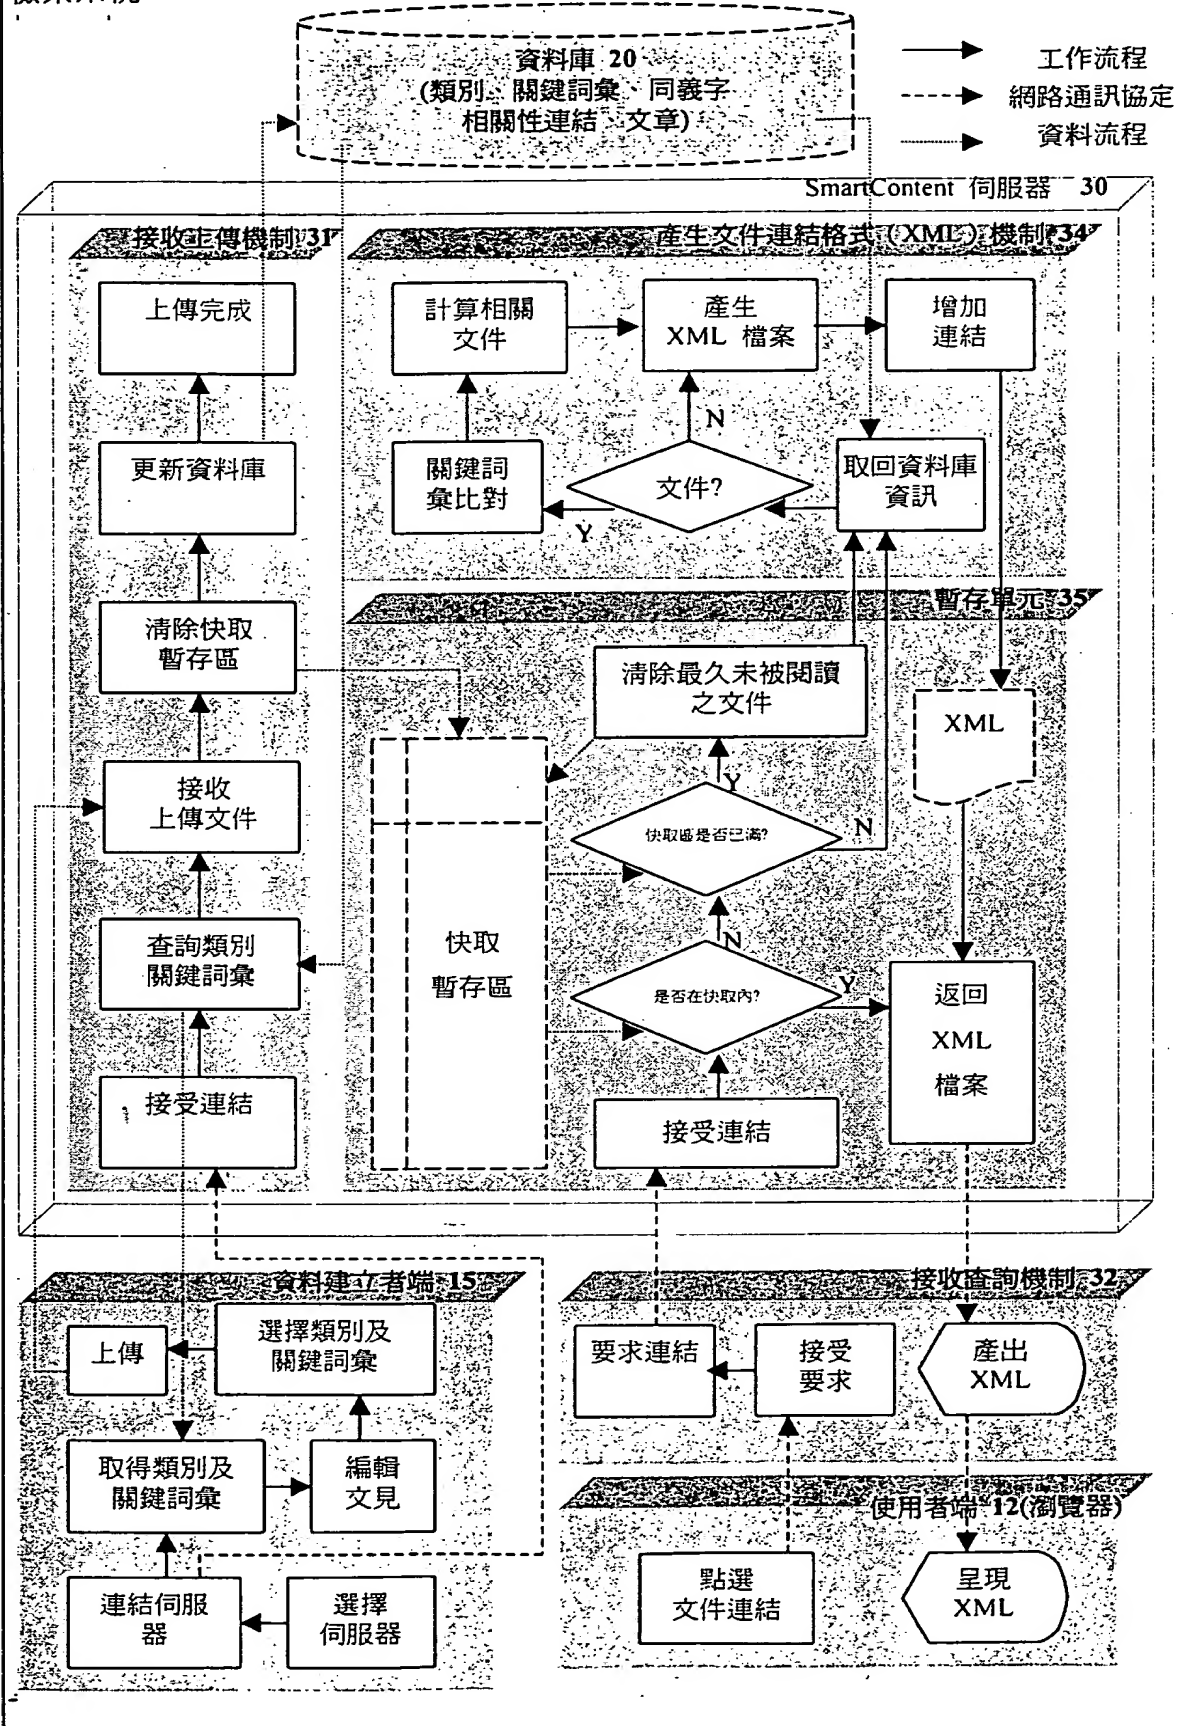 資料庫 20
(類別、關鍵詞彙、同義字
相關性連結、文章)
工作流程
網路通訊協定
資料流程
SmartContent 伺服器 30
接收上傳機制 31
上傳完成
更新資料庫
清除快取
暫存區
接收
上傳文件
查詢類別
關鍵詞彙
接受連結
產生文件連結格式 (XML) 機制 34
計算相關
文件
產生
XML 檔案
增加
連結
N
關鍵詞
彙比對
文件?
取回資料庫
資訊
Y
暫存單元 35
清除最久未被閱讀
之文件
XML
Y
快取區是否已滿?
N
快取
暫存區
N
是否在快取內?
Y
返回
XML
檔案
接受連結
資料建立者端 15
上傳
選擇類別及
關鍵詞彙
取得類別及
關鍵詞彙
編輯
文見
連結伺服
器
選擇
伺服器
接收查詢機制 32
要求連結
接受
要求
產出
XML
使用者端 12(瀏覽器)
點選
文件連結
呈現
XML